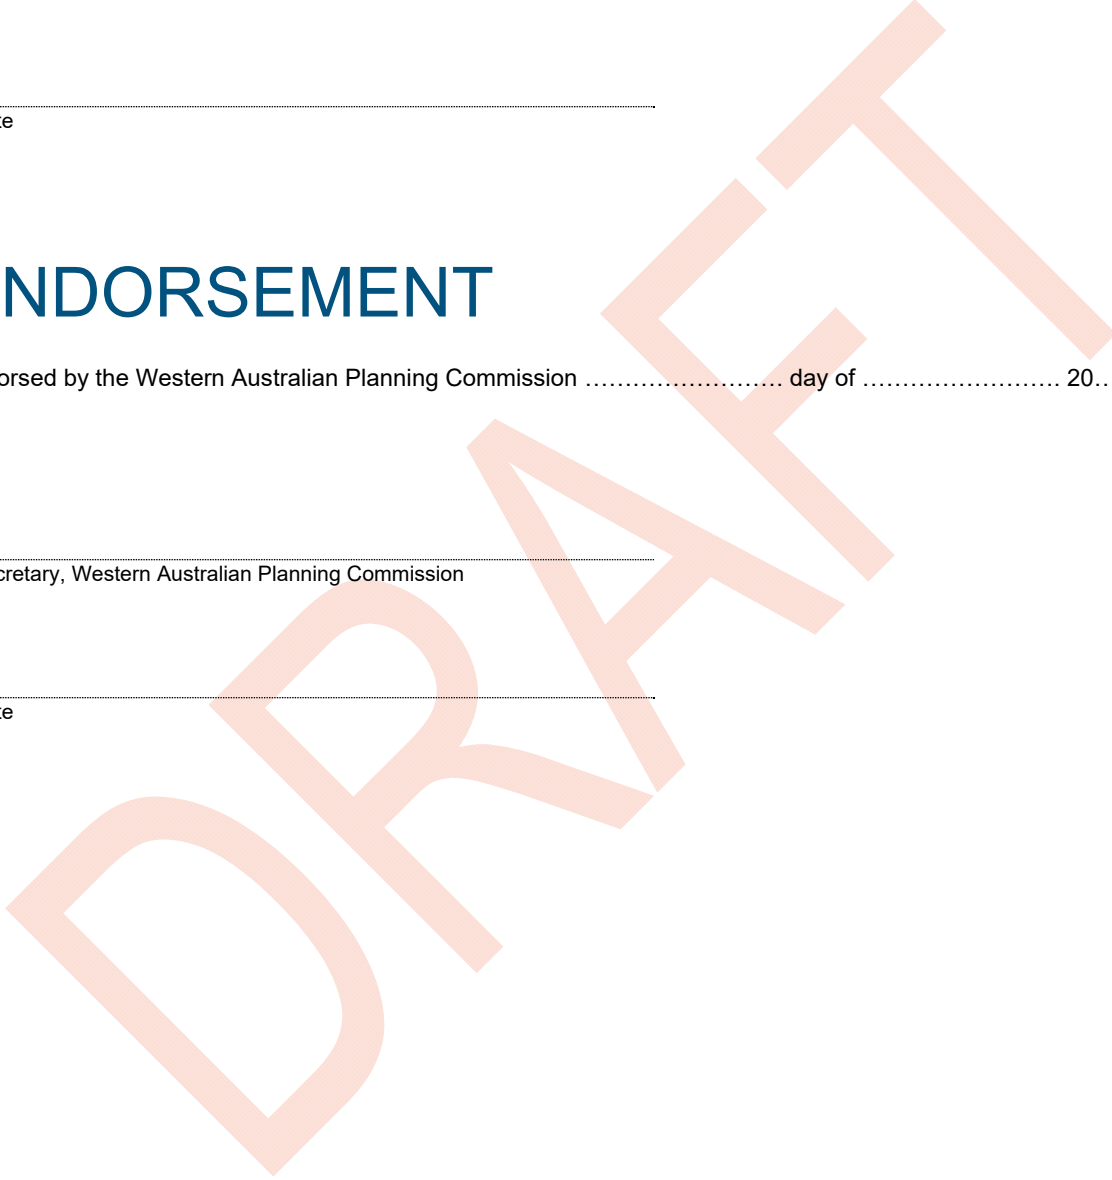 te
NDORSEMENT
orsed by the Western Australian Planning Commission ……………………. day of ……………………. 20..
cretary, Western Australian Planning Commission
te
DRAFT